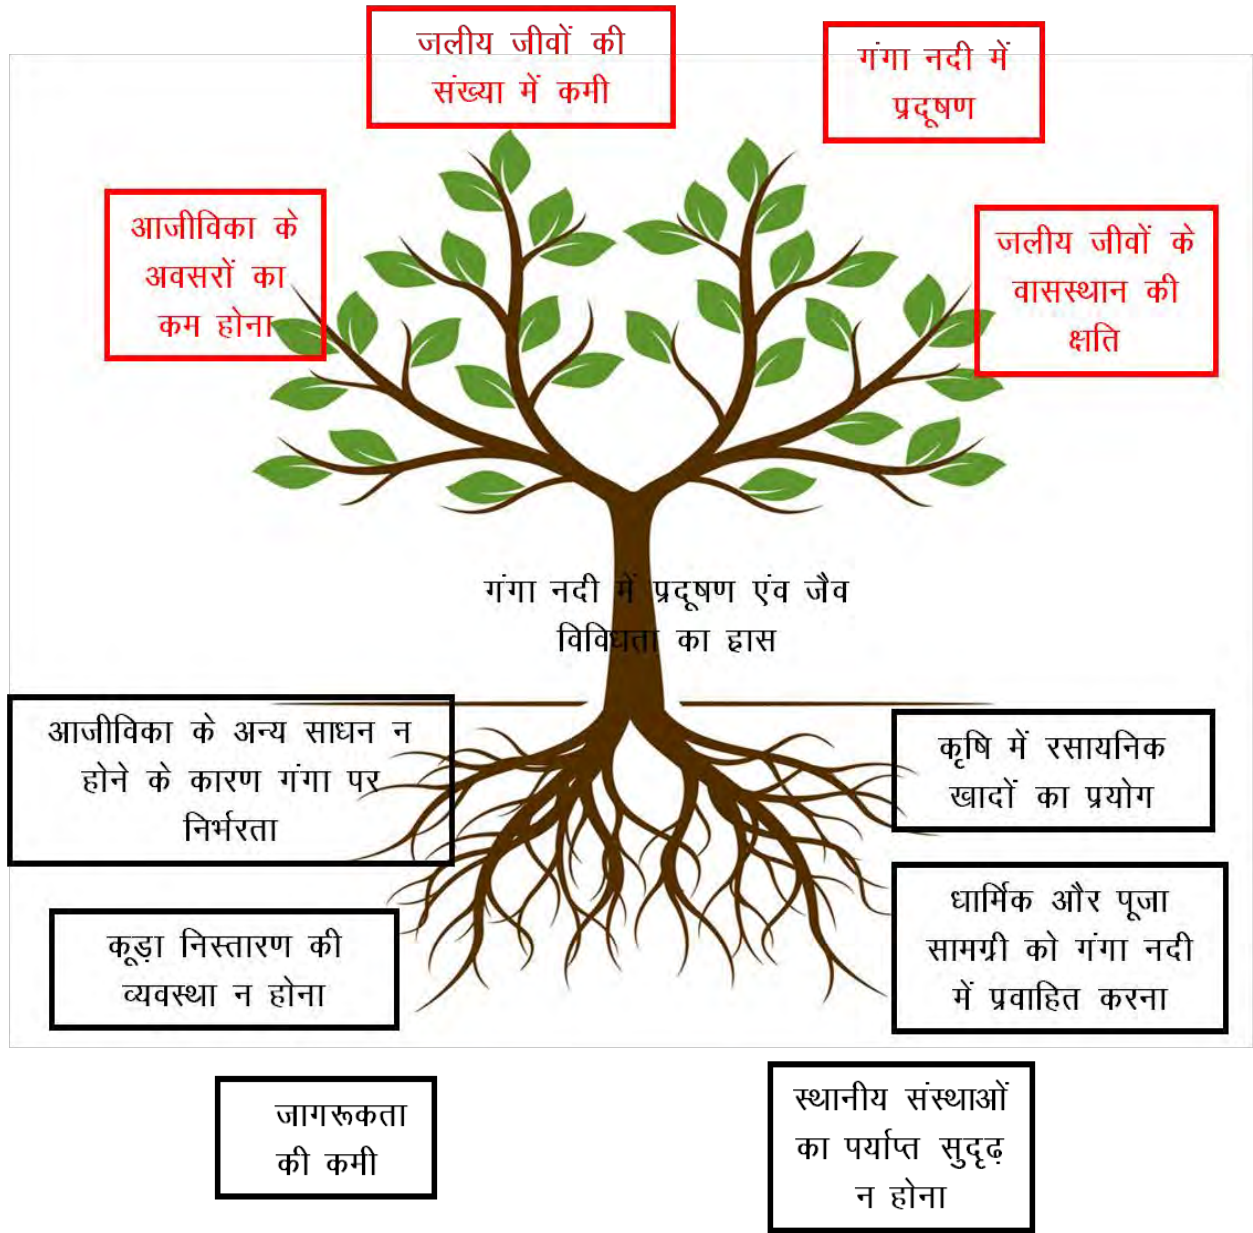 जलीय जीवों की
संख्या में कमी
गंगा नदी में
प्रदूषण
आजीविका के
अवसरों का
कम होना
जलीय जीवों के
वासस्थान की
क्षति
गंगा नदी में प्रदूषण एंव जैव
विविधता का ह्रास
आजीविका के अन्य साधन न
होने के कारण गंगा पर
निर्भरता
कृषि में रसायनिक
खादों का प्रयोग
कूड़ा निस्तारण की
व्यवस्था न होना
धार्मिक और पूजा
सामग्री को गंगा नदी
में प्रवाहित करना
जागरूकता
की कमी
स्थानीय संस्थाओं
का पर्याप्त सुदृढ़
न होना